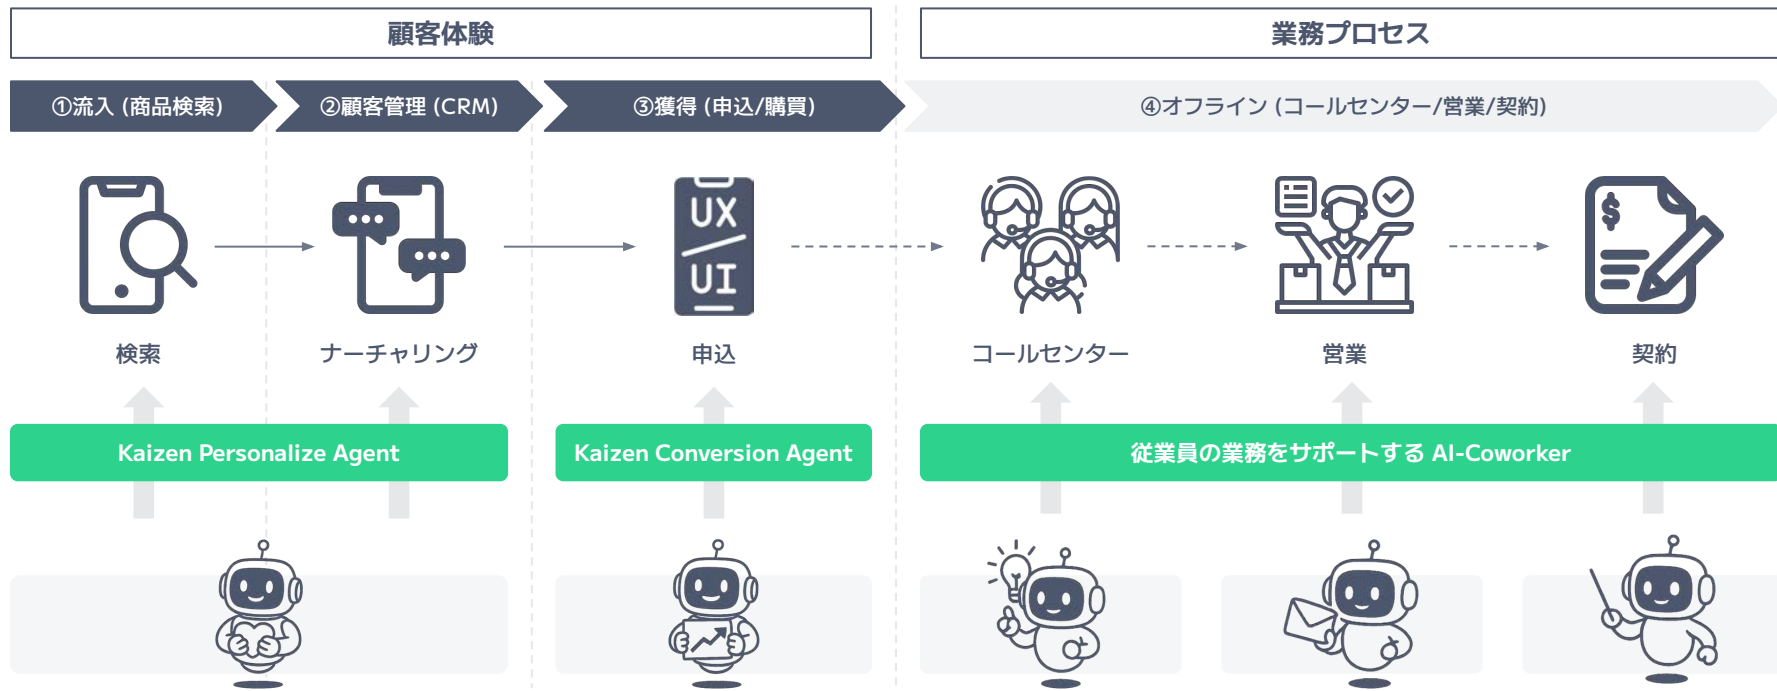 顧客体験
業務プロセス
①流入 (商品検索)
②顧客管理 (CRM)
③獲得 (申込/購買)
④オフライン (コールセンター/営業/契約)
UX
UI
$
検索
ナーチャリング
申込
コールセンター
営業
契約
Kaizen Personalize Agent
Kaizen Conversion Agent
従業員の業務をサポートする AI-Coworker